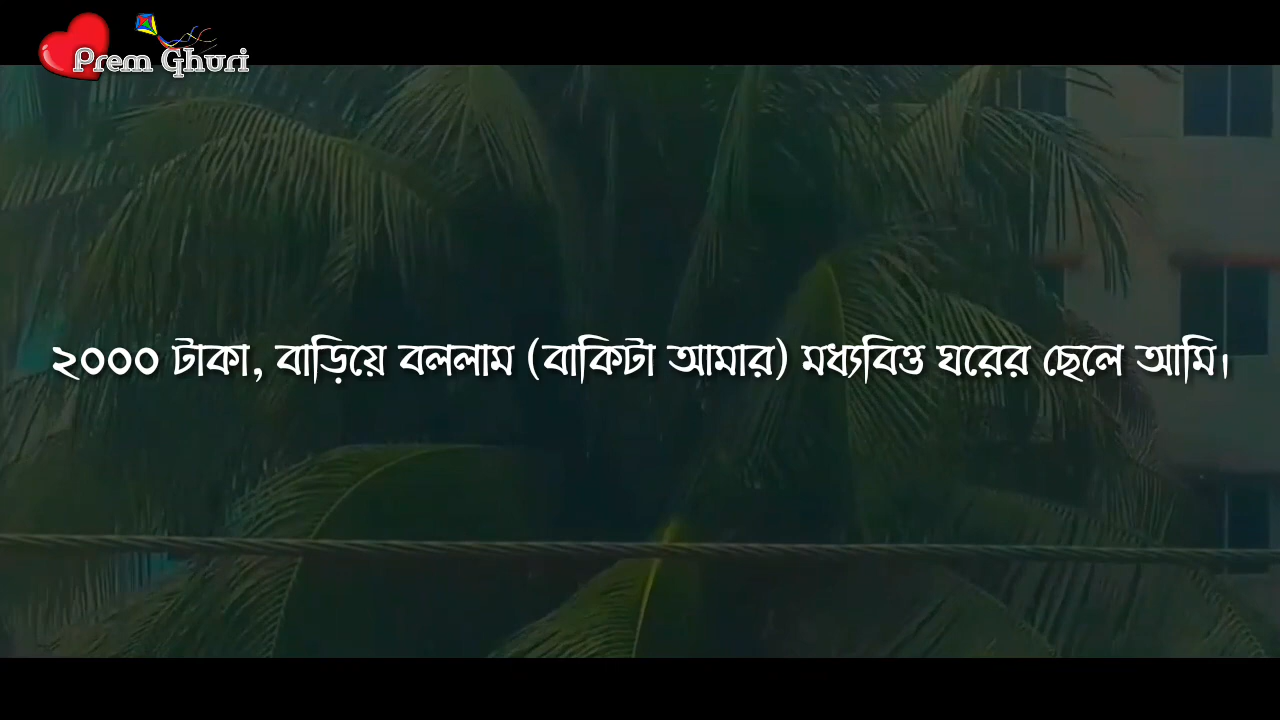 Prem Ghuri
২০০০ টাকা, বাড়িয়ে বললাম (বাকিটা আমার) মধ্যবিত্ত ঘরের ছেলে আমি।